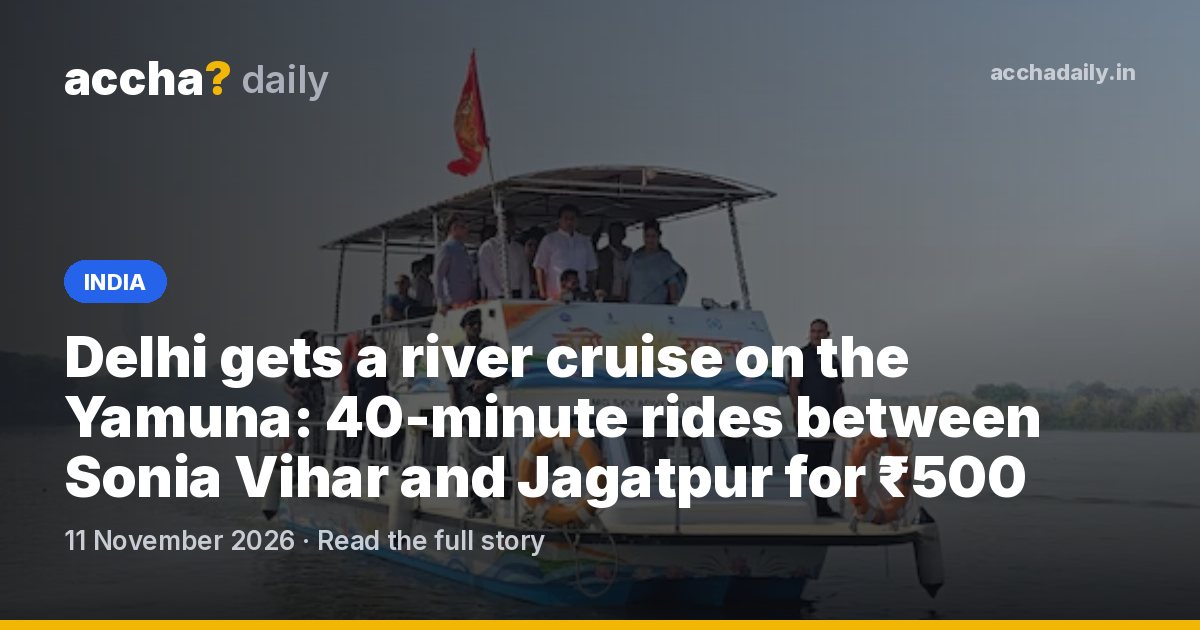 accha? daily
acchadaily.in
INDIA
Delhi gets a river cruise on the
Yamuna: 40-minute rides between
Sonia Vihar and Jagatpur for ₹500
11 November 2026 · Read the full story